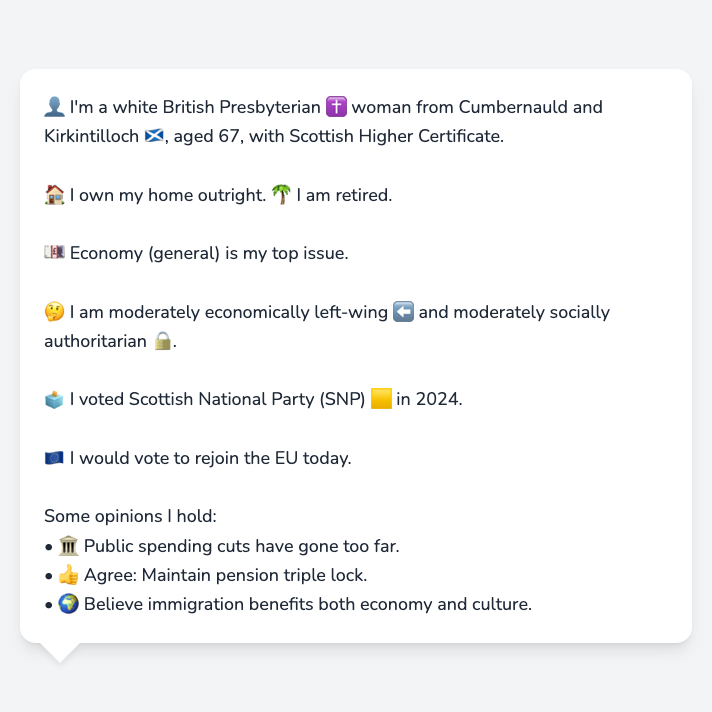 👤 I'm a white British Presbyterian ✝️ woman from Cumbernauld and
Kirkintilloch 🏴󠁧󠁢󠁳󠁣󠁴󠁿, aged 67, with Scottish Higher Certificate.
🏠 I own my home outright. 🌴 I am retired.
💷 Economy (general) is my top issue.
🤔 I am moderately economically left-wing ⬅️ and moderately socially
authoritarian 🔒.
🗳️ I voted Scottish National Party (SNP) 🟨 in 2024.
🇪🇺 I would vote to rejoin the EU today.
Some opinions I hold:
• 🏛️ Public spending cuts have gone too far.
• 👍 Agree: Maintain pension triple lock.
• 🌍 Believe immigration benefits both economy and culture.